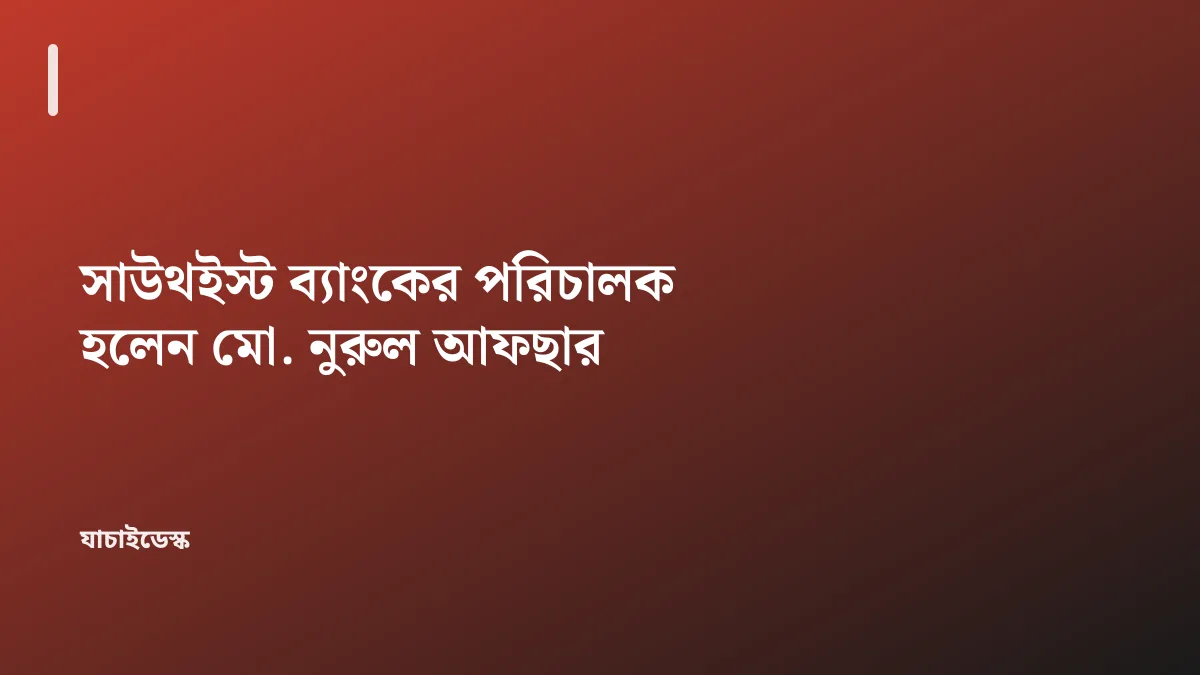 সাউথইস্ট ব্যাংকের পরিচালক
হলেন মো. নুরুল আফছার
যাচাইডেস্ক